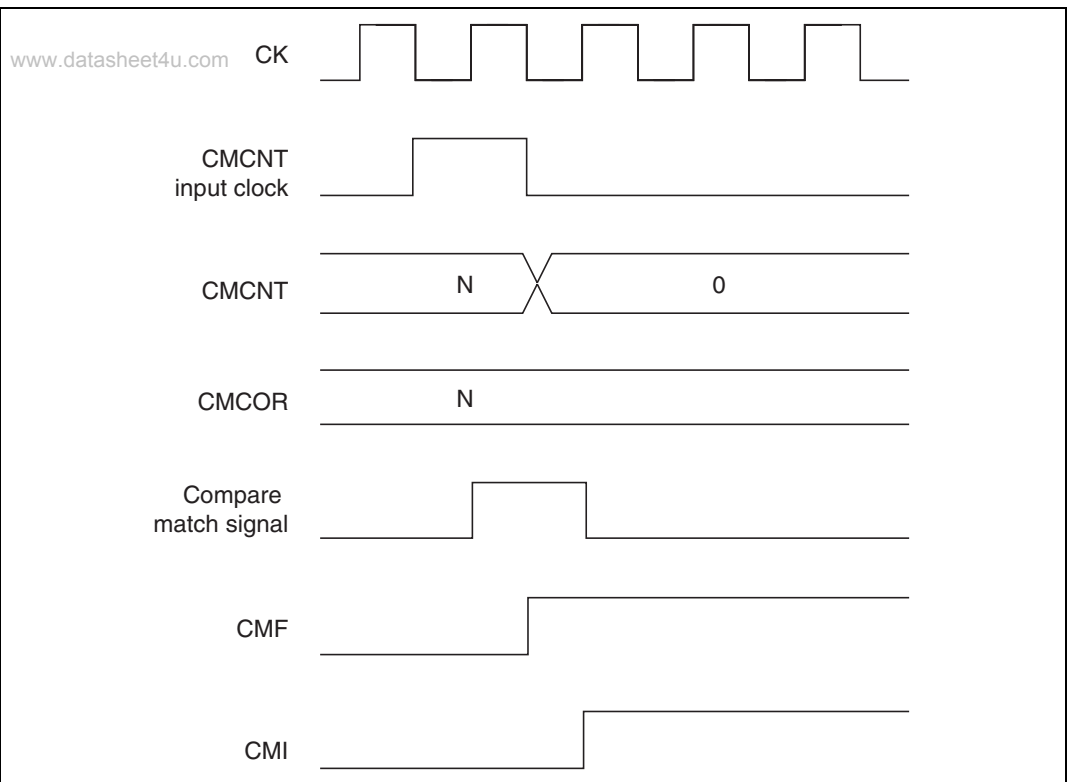 www.datasheet4u.com
CK
CMCNT
input clock
CMCNT
N
0
CMCOR
N
Compare
match signal
CMF
CMI